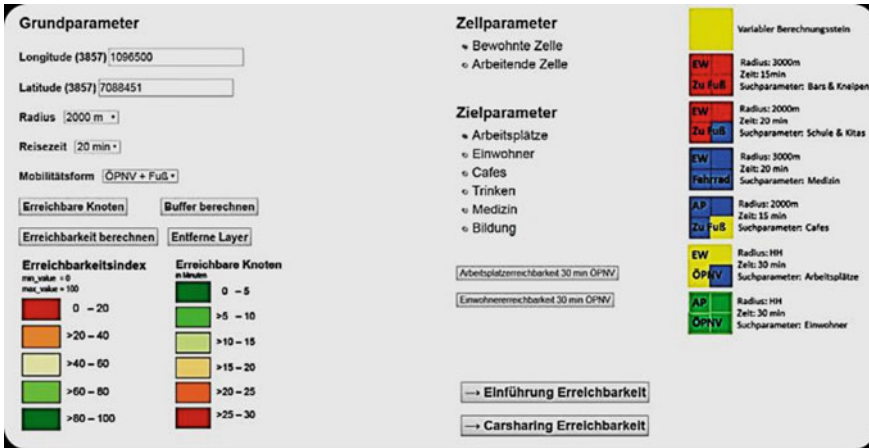 Grundparameter
Longitude (3857) 1096500
Latitude (3857) 7088451
Radius 2000 m
Reisezeit 20 min
Mobilitätsform ÖPNV + Fuß
Erreichbare Knoten Buffer berechnen
Erreichbarkeit berechnen Entferne Layer
Erreichbarkeitsindex
min_value = 0
max_value = 100
0 – 20
>20 – 40
>40 – 60
>60 – 80
>80 – 100
Erreichbare Knoten
in Minuten
0 – 5
>5 – 10
>10 – 15
>15 – 20
>20 – 25
>25 – 30
Zellparameter
Bewohnte Zelle
Arbeitende Zelle
Zielparameter
Arbeitsplätze
Einwohner
Cafes
Trinken
Medizin
Bildung
Arbeitsplatzerreichbarkeit 30 min ÖPNV
Einwohnererreichbarkeit 30 min ÖPNV
→ Einführung Erreichbarkeit
→ Carsharing Erreichbarkeit
Variabler Berechnungsstein
EW
Zu Fuß
Radius: 3000m
Zeit: 15min
Suchparameter: Bars & Kneipen
EW
Zu Fuß
Radius: 2000m
Zeit: 20 min
Suchparameter: Schule & Kitas
EW
Fahrrad
Radius: 3000m
Zeit: 20 min
Suchparameter: Medizin
AP
Zu Fuß
Radius: 2000m
Zeit: 15 min
Suchparameter: Cafes
EW
ÖPNV
Radius: HH
Zeit: 30 min
Suchparameter: Arbeitsplätze
AP
ÖPNV
Radius: HH
Zeit: 30 min
Suchparameter: Einwohner